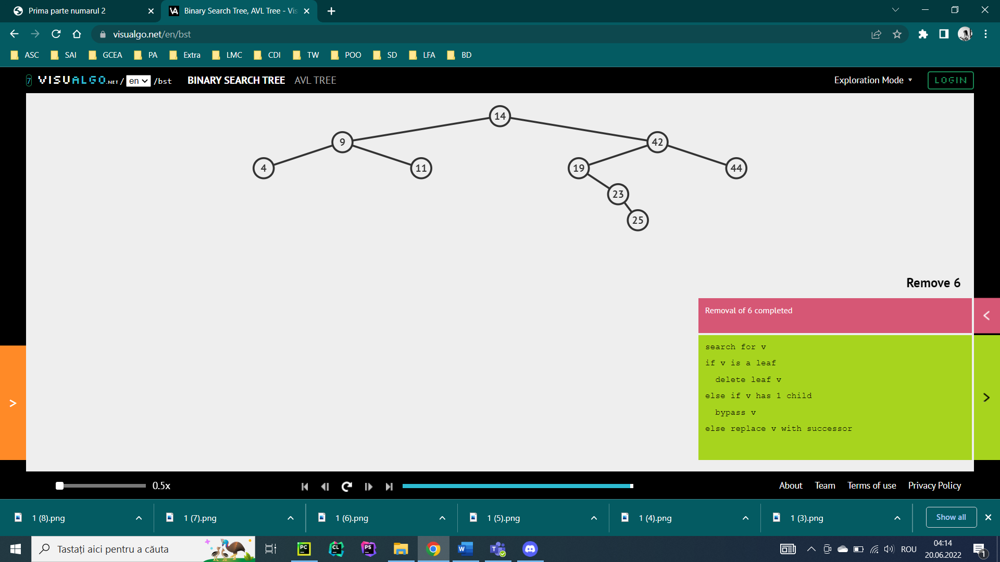 Prima parte numarul 2
Binary Search Tree, AVL Tree - Vis
visualgo.net/en/bst
ASC SAI GCEA PA Extra LMC CDI TW POO SD LFA BD
7 VISUALGO.NET / en /bst BINARY SEARCH TREE AVL TREE Exploration Mode LOGIN
14
9 42
4 11 19 44
23
25
Remove 6
Removal of 6 completed
search for v
if v is a leaf
delete leaf v
else if v has 1 child
bypass v
else replace v with successor
0.5x
About Team Terms of use Privacy Policy
1 (8).png 1 (7).png 1 (6).png 1 (5).png 1 (4).png 1 (3).png Show all
Tastați aici pentru a căuta
PC CL PS W T
ROU
04:14
20.06.2022
1